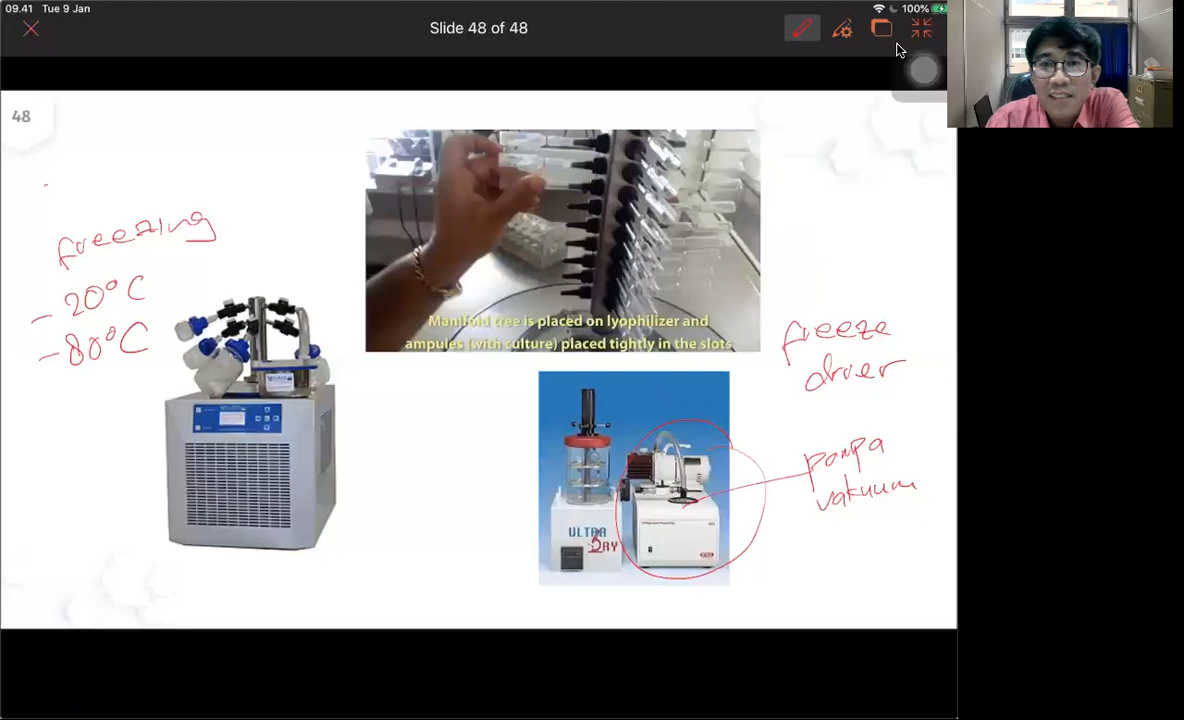 09.41 Tue 9 Jan
100%
Slide 48 of 48
48
freezing
- 20°C
- 80°C
Manifold tree is placed on lyophilizer and
ampules (with culture) placed tightly in the slots
freeze
drier
pompa
vakuum
ULTRA
DRY